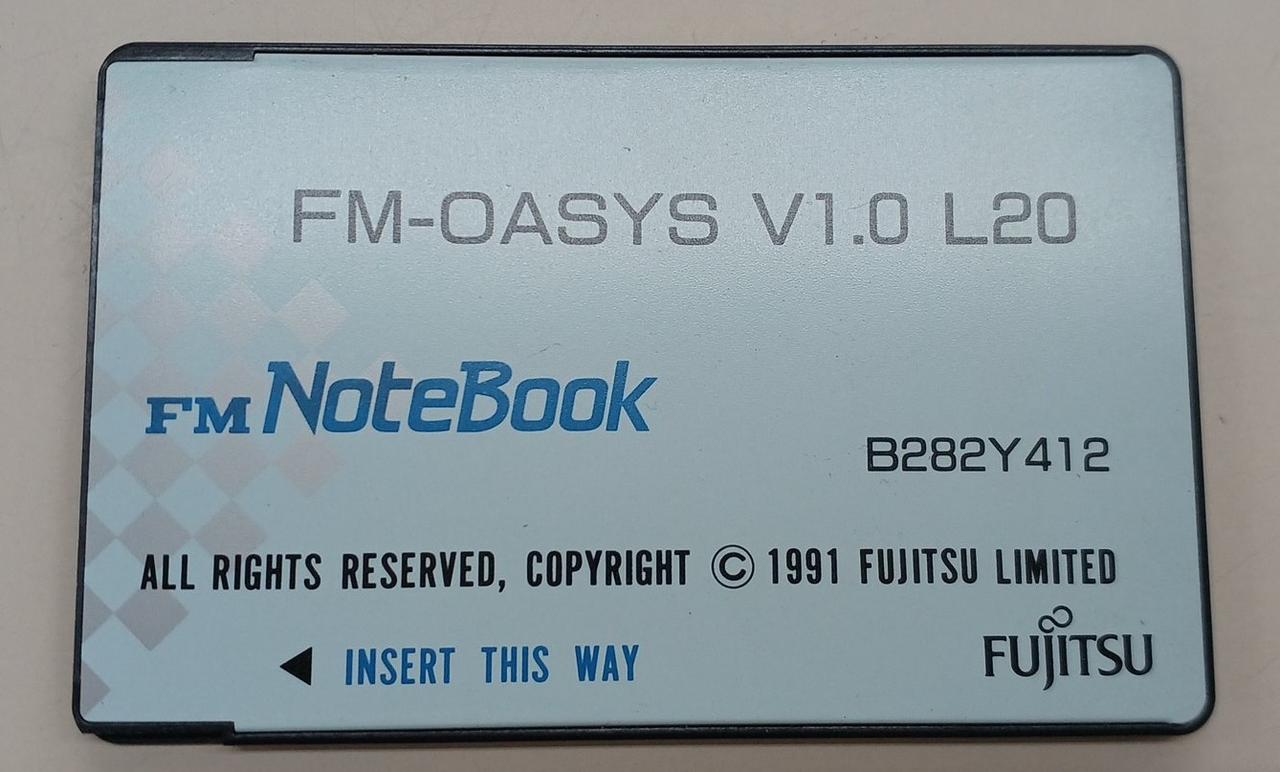 FM-OASYS V1.0 L20
FM NoteBook
B282Y412
ALL RIGHTS RESERVED, COPYRIGHT © 1991 FUJITSU LIMITED
◀ INSERT THIS WAY
FUJITSU